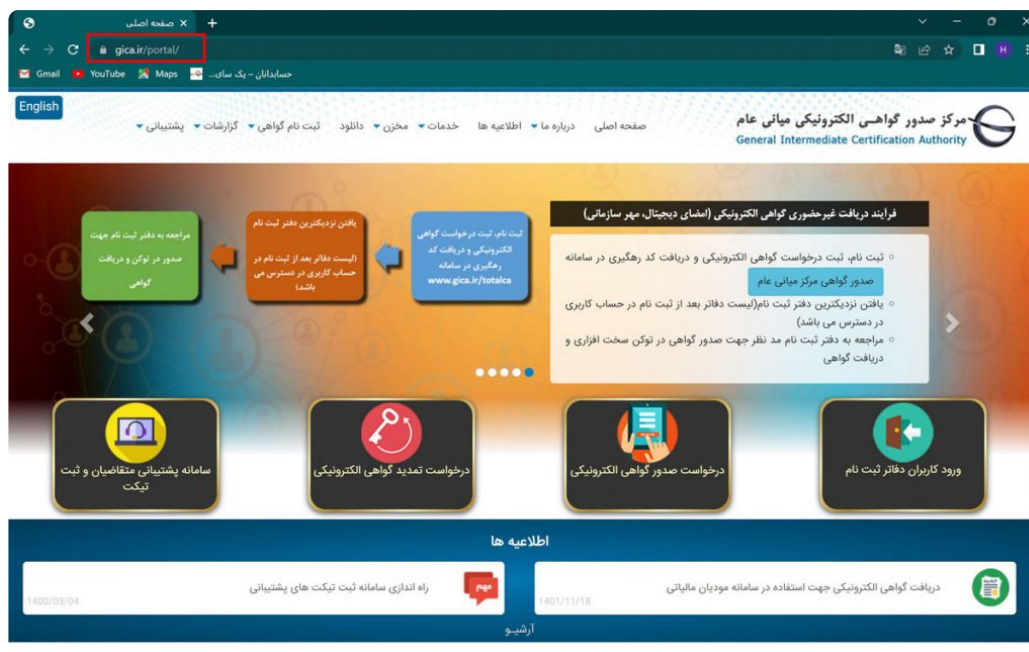 صفحه اصلی
gica.ir/portal/
Gmail
YouTube
Maps
حسابدانان – یک سای...
English
مرکز صدور گواهـی الکترونیکی میانی عام
General Intermediate Certification Authority
صفحه اصلی
درباره ما
اطلاعیه ها
خدمات
مخزن
دانلود
ثبت نام گواهی
گزارشات
پشتیبانی
فرآیند دریافت غیرحضوری گواهی الکترونیکی (امضای دیجیتال، مهر سازمانی)
ثبت نام، ثبت درخواست گواهی الکترونیکی و دریافت کد رهگیری در سامانه
صدور گواهی مرکز میانی عام
یافتن نزدیکترین دفتر ثبت نام(لیست دفاتر بعد از ثبت نام در حساب کاربری
در دسترس می باشد)
مراجعه به دفتر ثبت نام مد نظر جهت صدور گواهی در توکن سخت افزاری و
دریافت گواهی
ثبت نام، ثبت درخواست گواهی
الکترونیکی و دریافت کد
رهگیری در سامانه
www.gica.ir/totalca
یافتن نزدیکترین دفتر ثبت نام
(لیست دفاتر بعد از ثبت نام در
حساب کاربری در دسترس می
باشد)
مراجعه به دفتر ثبت نام جهت
صدور در توکن و دریافت
گواهی
ورود کاربران دفاتر ثبت نام
درخواست صدور گواهی الکترونیکی
درخواست تمدید گواهی الکترونیکی
سامانه پشتیبانی متقاضیان و ثبت
تیکت
اطلاعیه ها
جدید
دریافت گواهی الکترونیکی جهت استفاده در سامانه مودیان مالیاتی
1401/11/18
مهم
راه اندازی سامانه ثبت تیکت های پشتیبانی
1400/03/04
آرشیـو